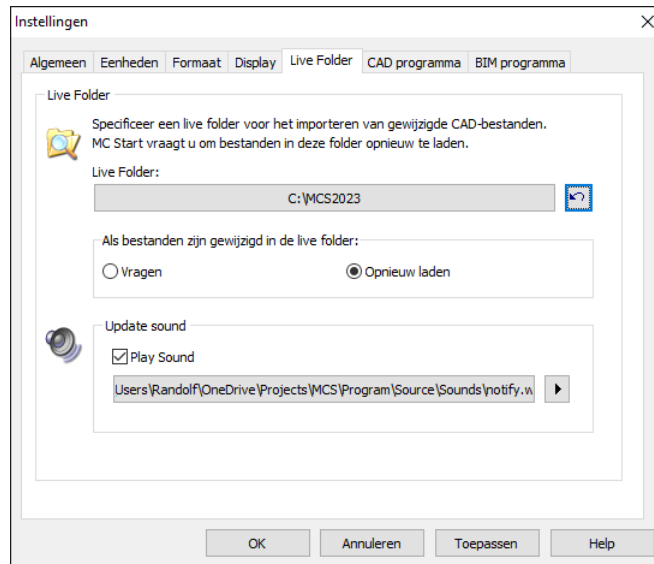 Instellingen
Algemeen Eenheden Formaat Display Live Folder CAD programma BIM programma
Live Folder
Specificeer een live folder voor het importeren van gewijzigde CAD-bestanden.
MC Start vraagt u om bestanden in deze folder opnieuw te laden.
Live Folder:
C:\MCS2023
Als bestanden zijn gewijzigd in de live folder:
Vragen Opnieuw laden
Update sound
Play Sound
Users\Randolf\OneDrive\Projects\MCS\Program\Source\Sounds\notify.w
OK Annuleren Toepassen Help